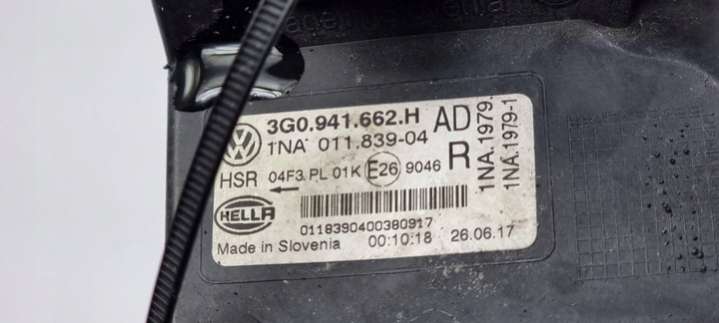 3G0.941.662.H AD
1NA 011.839-04
R
HSR 04F3 PL 01K E26 9046
HELLA
0118390400380917
Made in Slovenia 00:10:18 26.06.17
1NA.1979.
1NA.1979-1